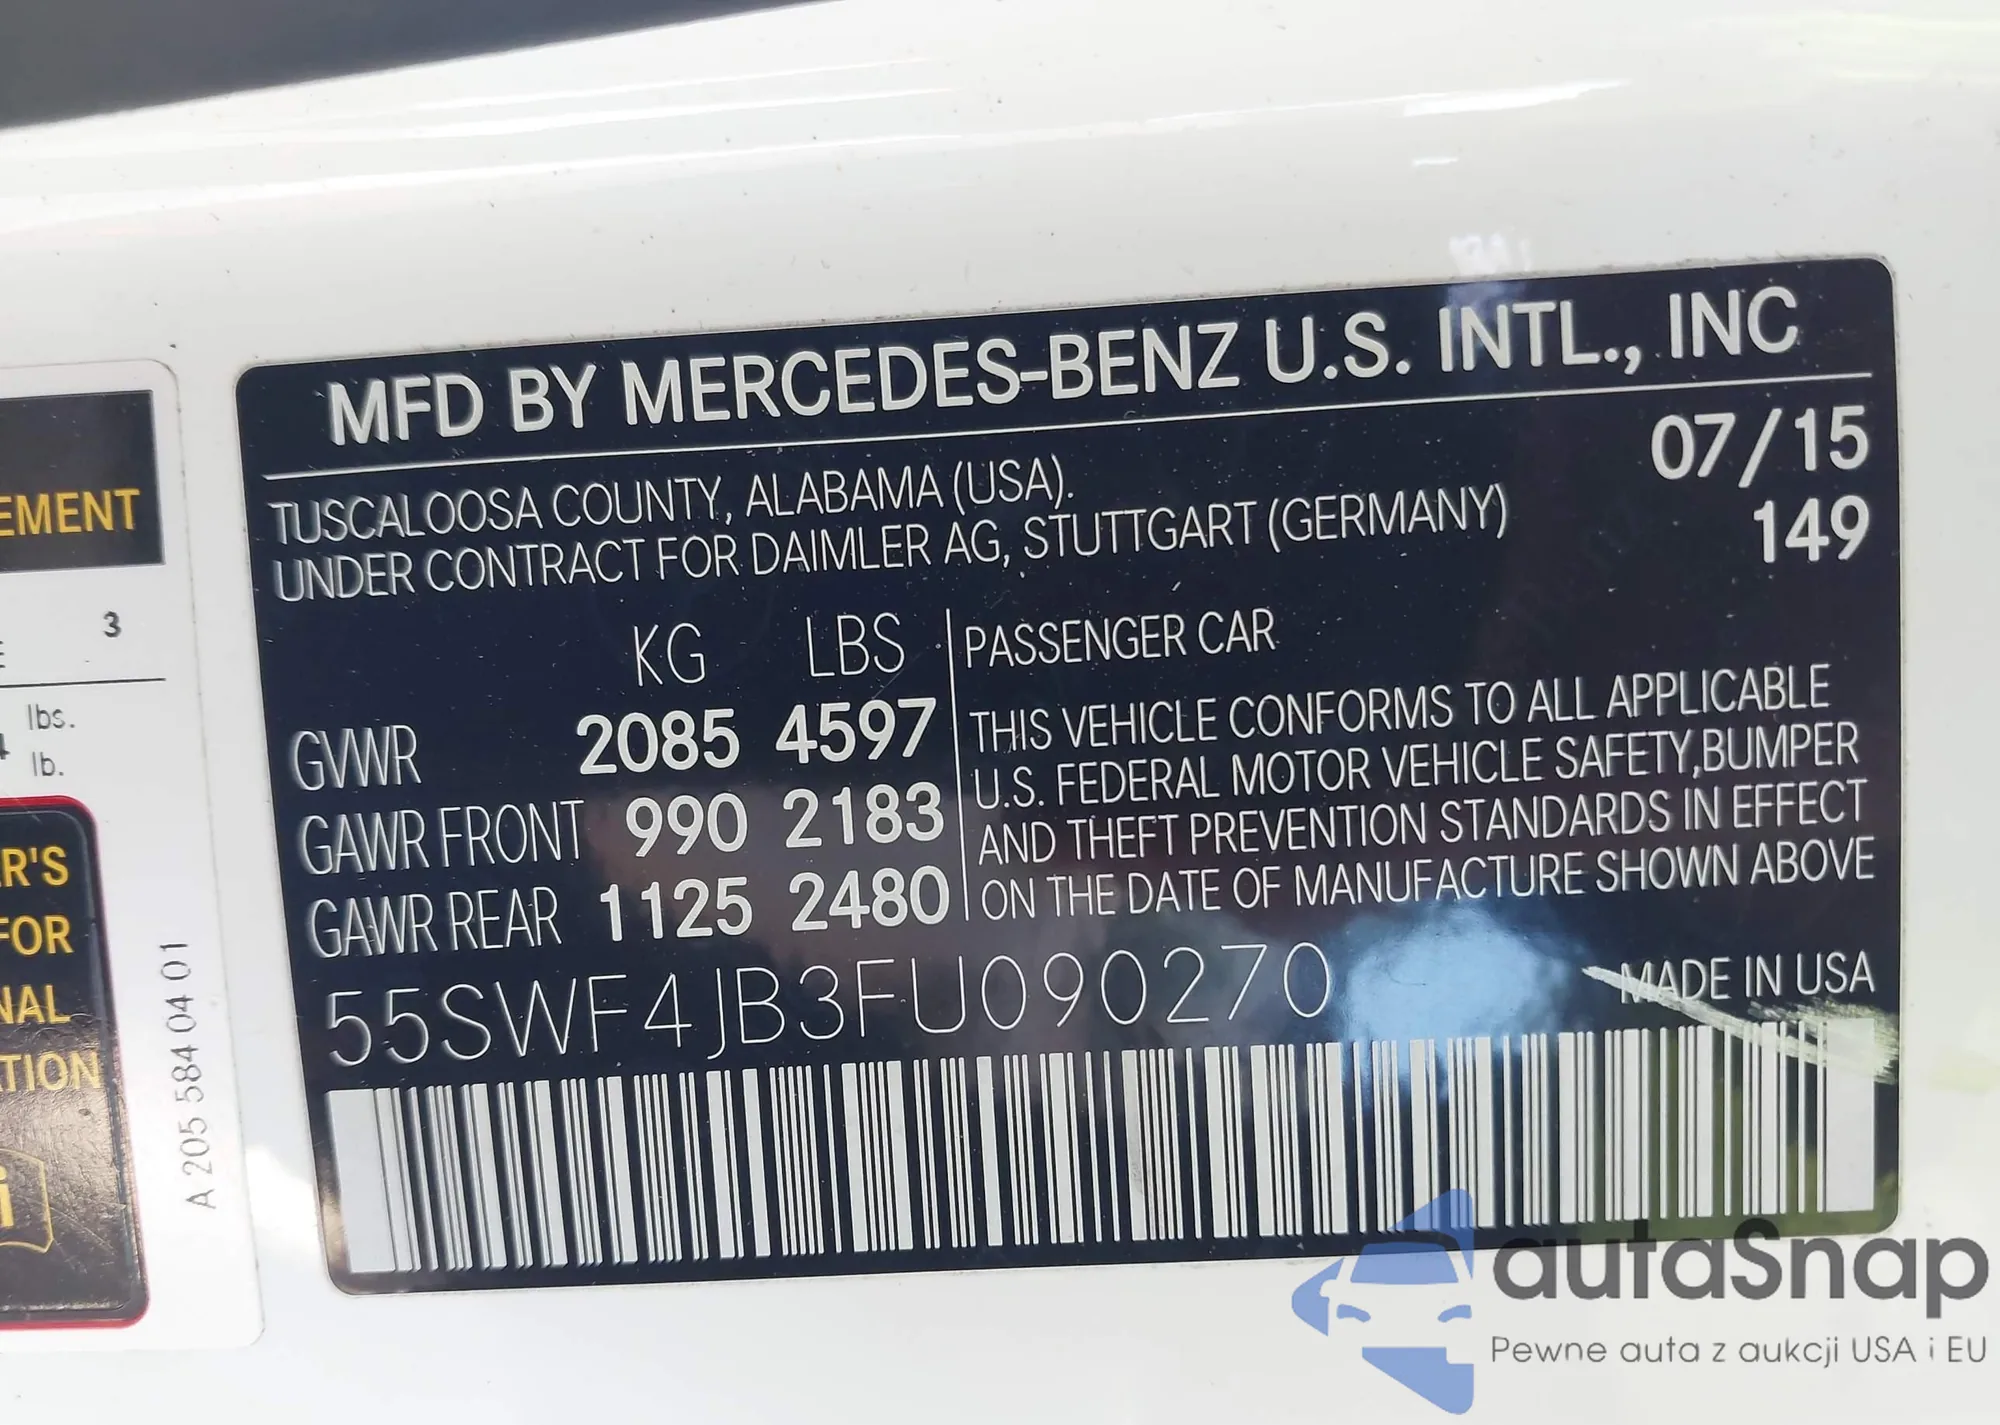 MFD BY MERCEDES-BENZ U.S. INTL., INC
07/15
TUSCALOOSA COUNTY, ALABAMA (USA).
UNDER CONTRACT FOR DAIMLER AG, STUTTGART (GERMANY)
149
KG LBS
GVWR 2085 4597
GAWR FRONT 990 2183
GAWR REAR 1125 2480
PASSENGER CAR
THIS VEHICLE CONFORMS TO ALL APPLICABLE
U.S. FEDERAL MOTOR VEHICLE SAFETY,BUMPER
AND THEFT PREVENTION STANDARDS IN EFFECT
ON THE DATE OF MANUFACTURE SHOWN ABOVE
55SWF4JB3FU090270
MADE IN USA
EMENT
3
lbs.
lb.
R'S
FOR
NAL
TION
A 205 584 04 01
autaSnap
Pewne auta z aukcji USA i EU